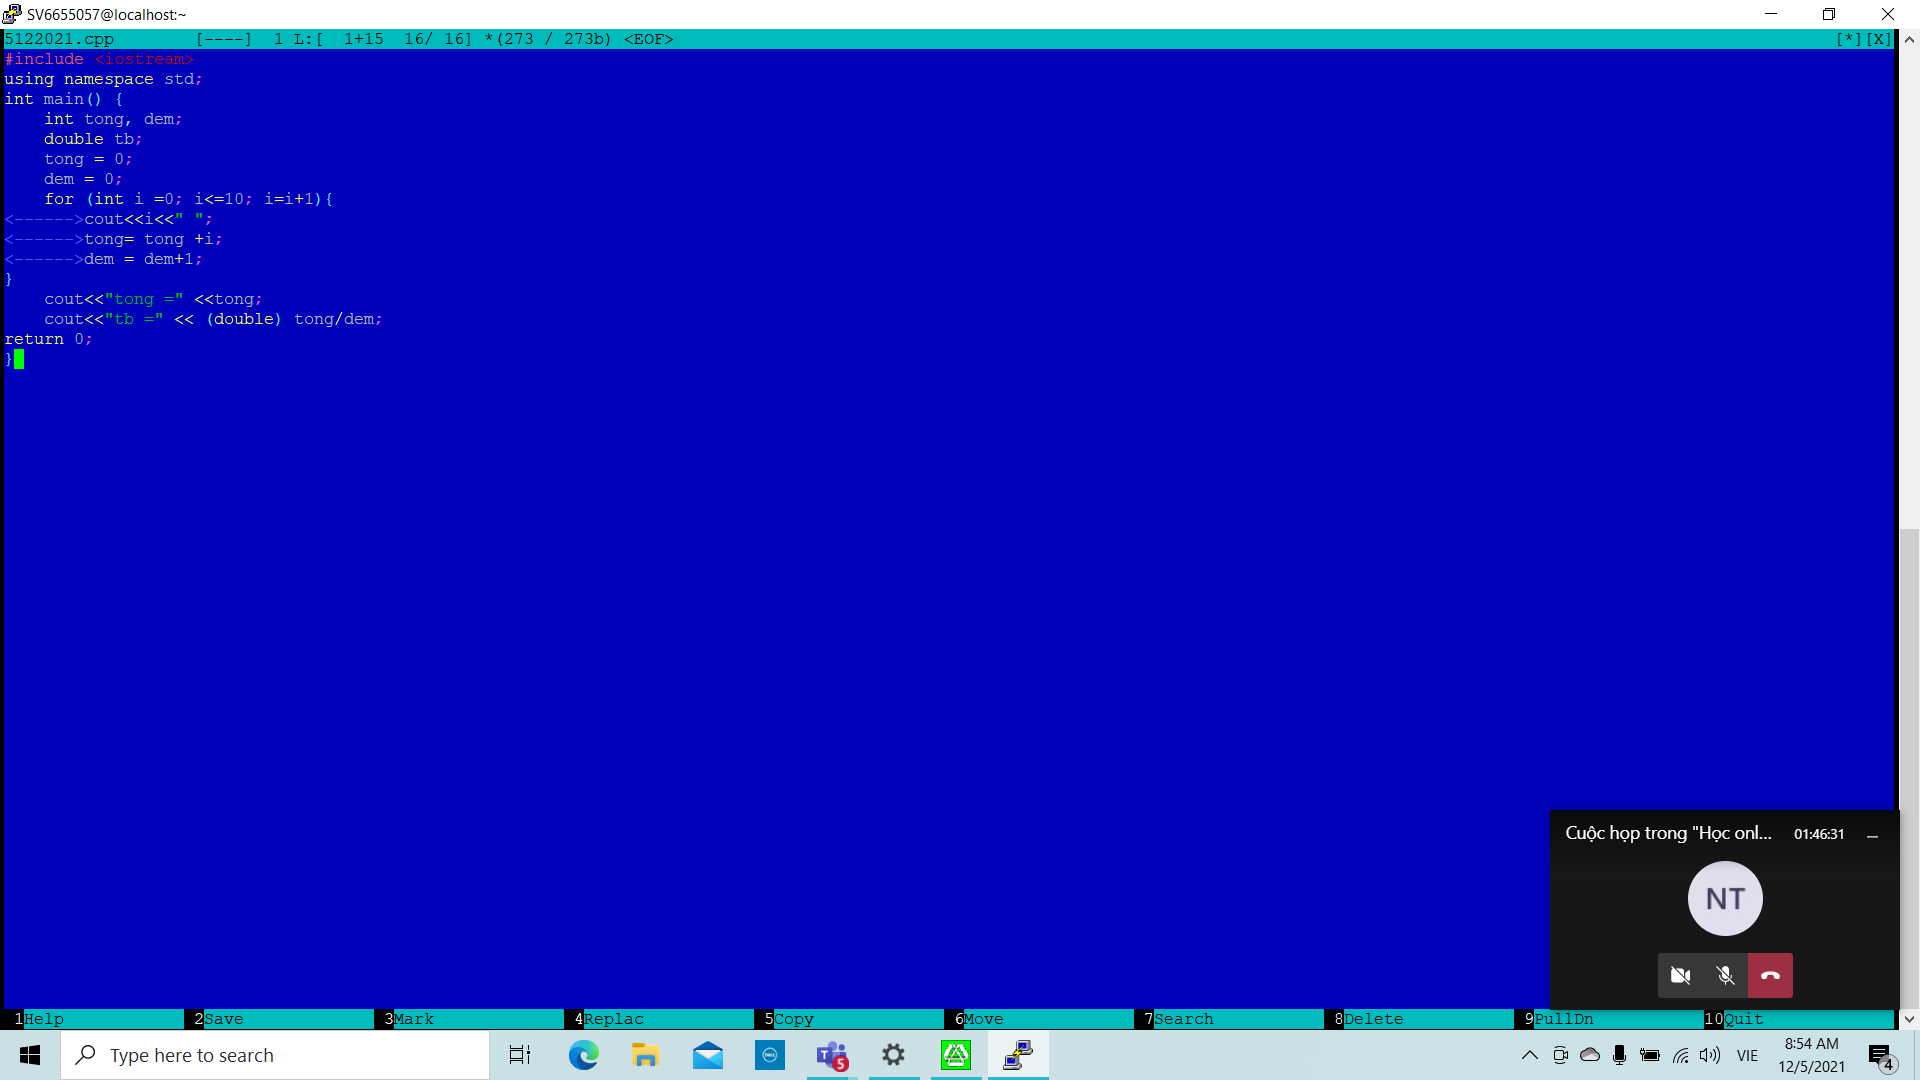 SV6655057@localhost:~
5122021.cpp [----] 1 L:[ 1+15 16/ 16] *(273 / 273b) <EOF> [*][X]
#include <iostream>
using namespace std;
int main() {
    int tong, dem;
    double tb;
    tong = 0;
    dem = 0;
    for (int i =0; i<=10; i=i+1){
<------>cout<<i<<" ";
<------>tong= tong +i;
<------>dem = dem+1;
}
    cout<<"tong =" <<tong;
    cout<<"tb =" << (double) tong/dem;
return 0;
}
Cuộc họp trong "Học onl... 01:46:31
NT
1Help 2Save 3Mark 4Replac 5Copy 6Move 7Search 8Delete 9PullDn 10Quit
Type here to search
DELL
T
5
VIE
8:54 AM
12/5/2021
4